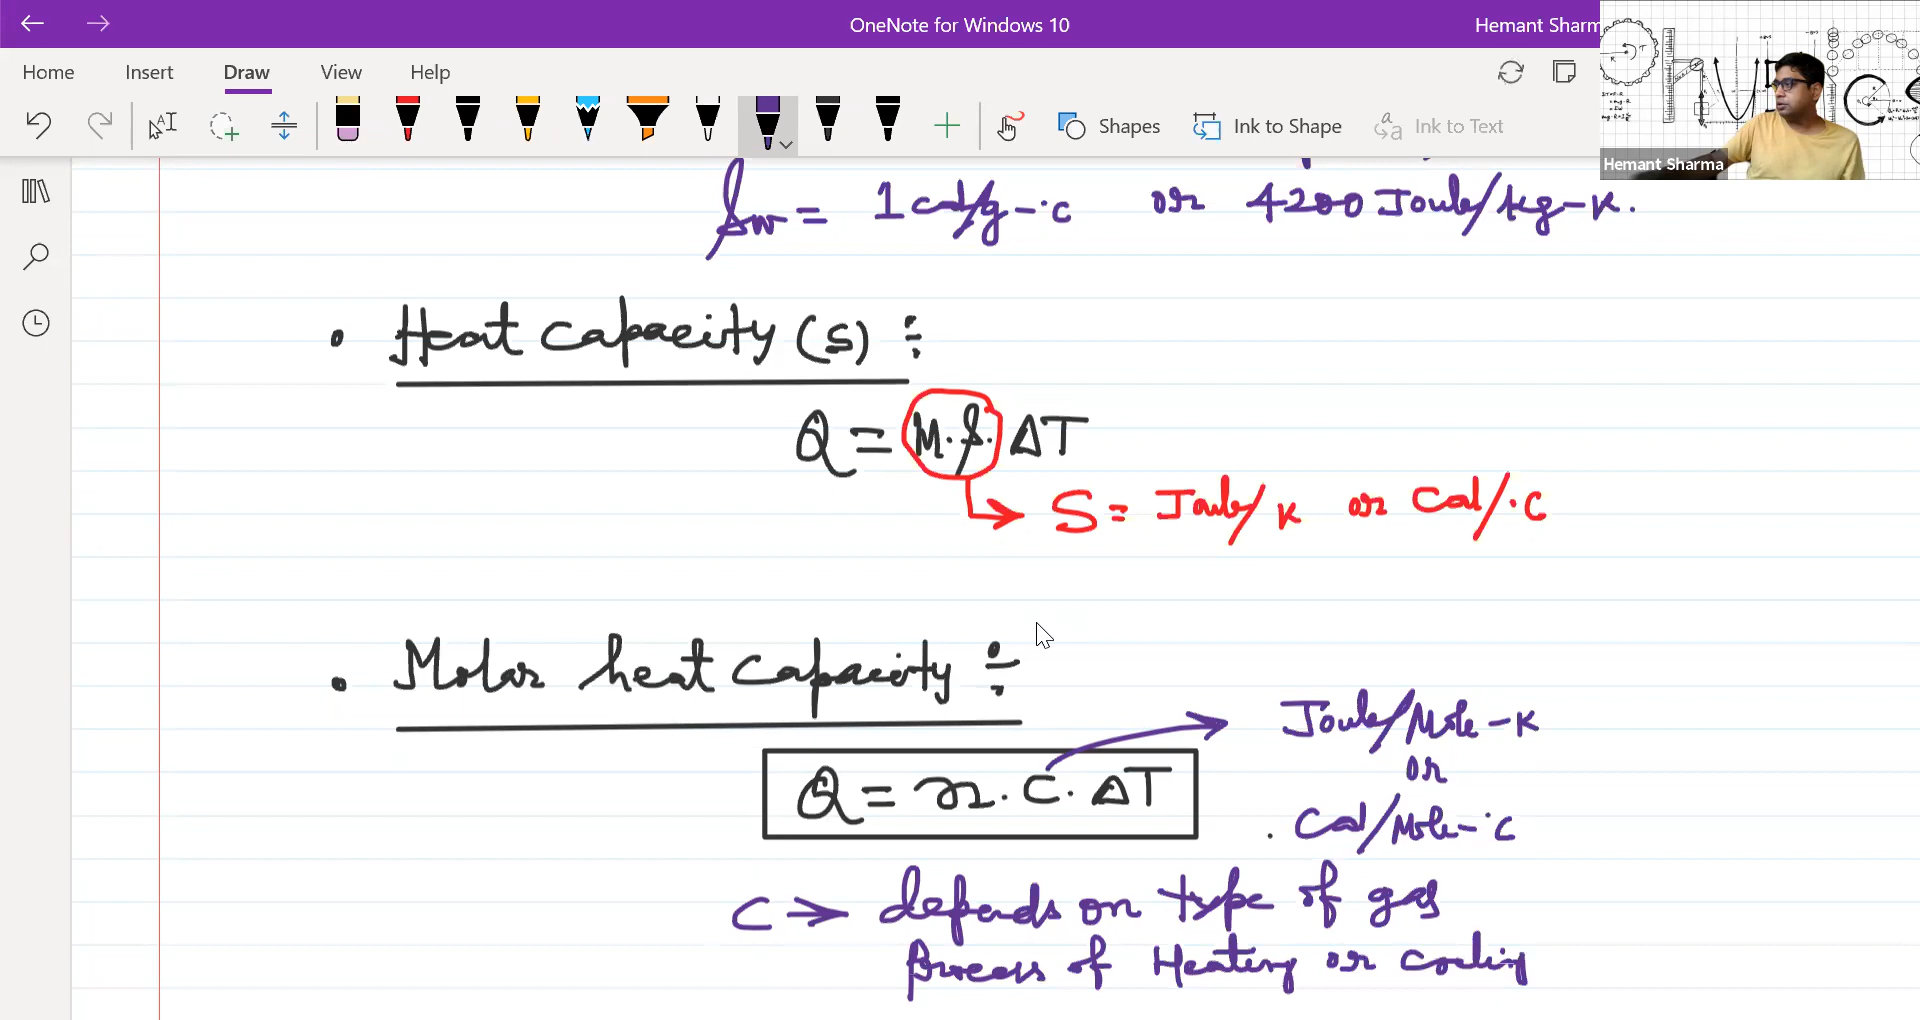 OneNote for Windows 10
Hemant Sharm
Home Insert Draw View Help
Shapes Ink to Shape Ink to Text
Hemant Sharma
Sw = 1 cal/g-°c or 4200 Joule/kg-K.
• Heat Capacity (S) :
Q = M.S. ΔT
S = Joule/K or Cal/°C
• Molar heat Capacity :
Joule/Mole-K
or
Q = n.C.ΔT
Cal/Mole-°C
C → depends on type of gas
Process of Heating or cooling